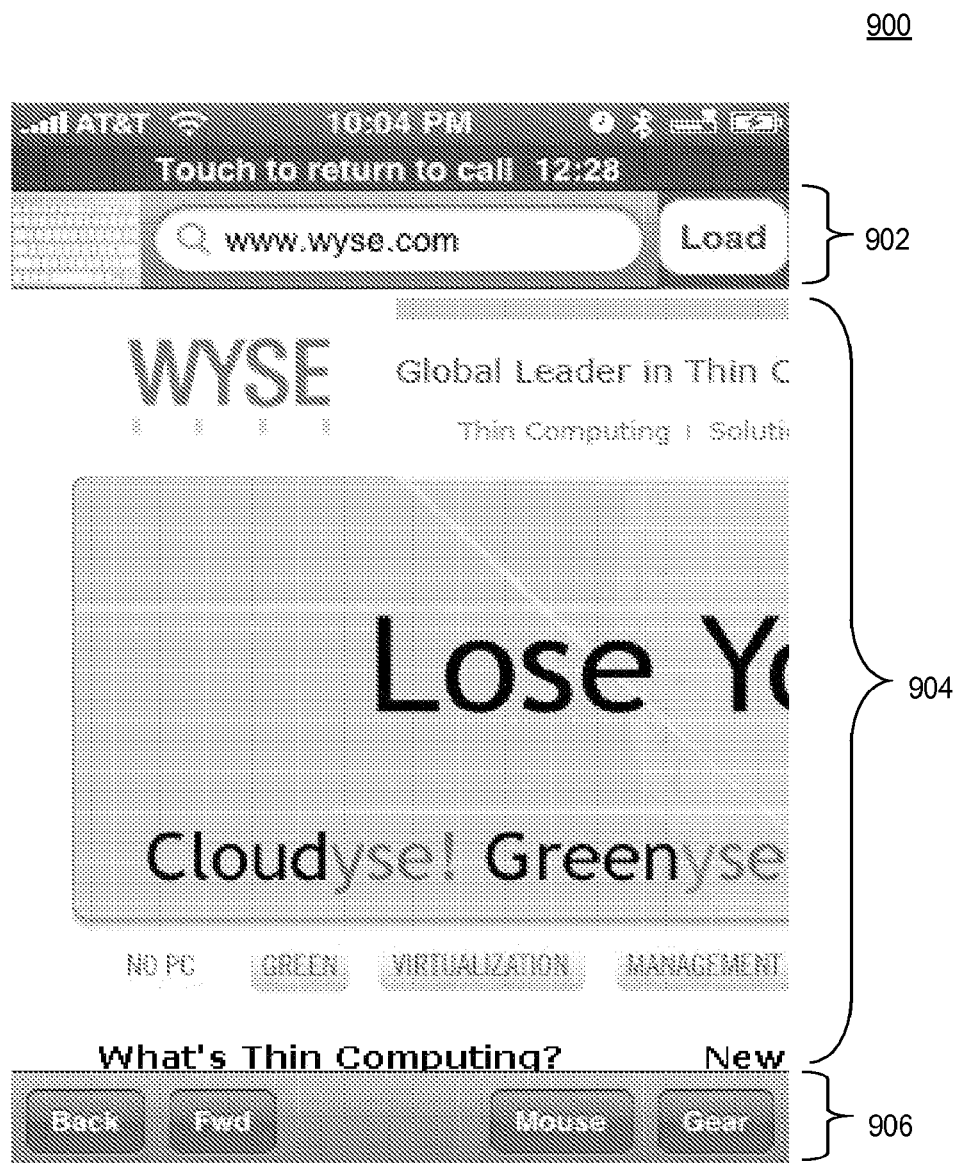 900
AT&T 10:04 PM
Touch to return to call 12:28
www.wyse.com Load
902
WYSE
Global Leader in Thin C
Thin Computing | Soluti
Lose Yo
904
Cloudyse! Greenyse
NO PC GREEN VIRTUALIZATION MANAGEMENT
What's Thin Computing? New
Back Fwd Mouse Gear
906